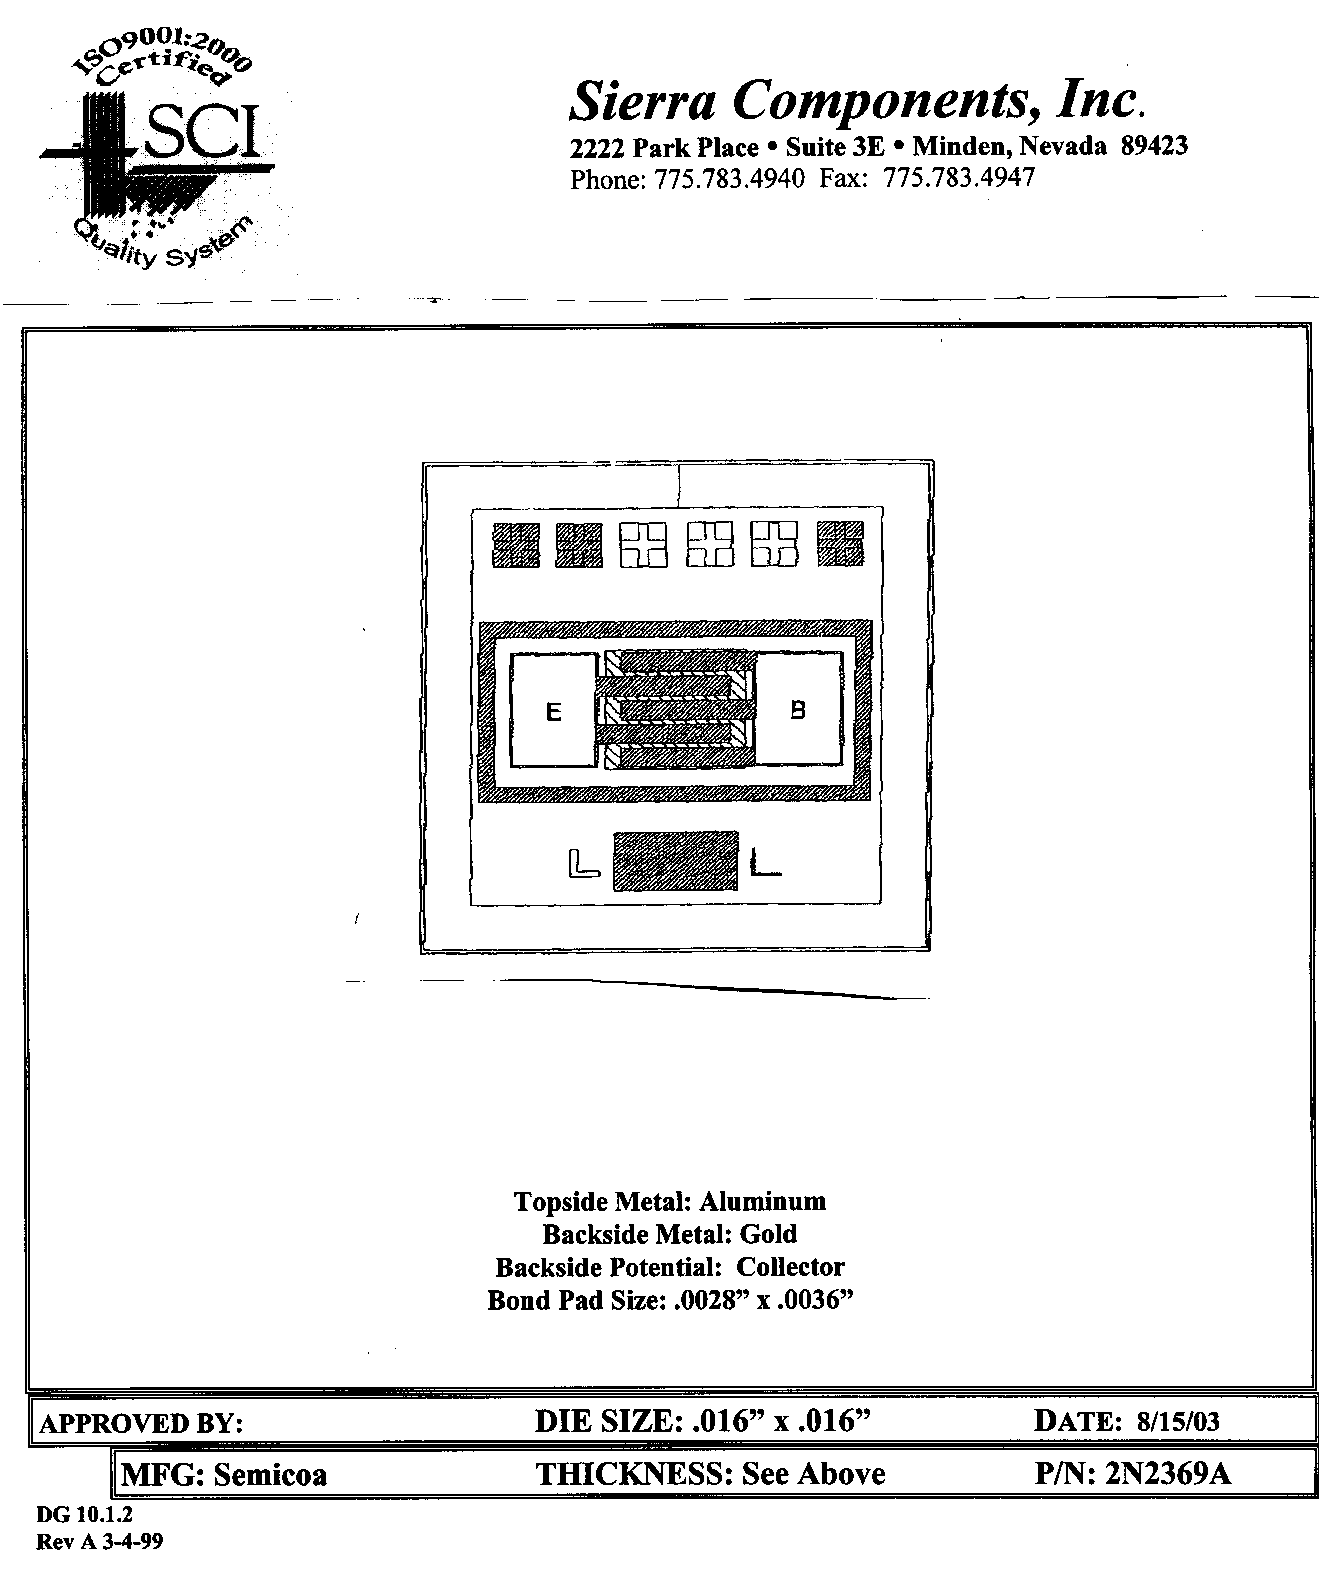 ISO9001:2000
Certified
SCI
Quality System
Sierra Components, Inc.
2222 Park Place • Suite 3E • Minden, Nevada 89423
Phone: 775.783.4940 Fax: 775.783.4947
E
B
L L
Topside Metal: Aluminum
Backside Metal: Gold
Backside Potential: Collector
Bond Pad Size: .0028” x .0036”
APPROVED BY: DIE SIZE: .016” x .016” DATE: 8/15/03
MFG: Semicoa THICKNESS: See Above P/N: 2N2369A
DG 10.1.2
Rev A 3-4-99